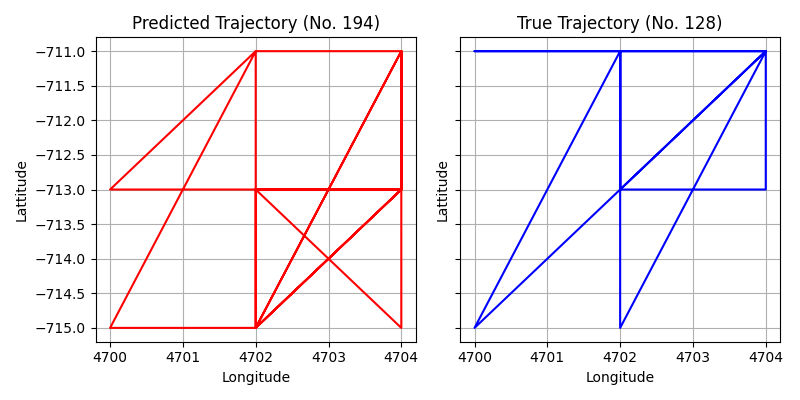 Predicted Trajectory (No. 194)
True Trajectory (No. 128)
−711.0
−711.5
−712.0
−712.5
−713.0
−713.5
−714.0
−714.5
−715.0
Lattitude
Lattitude
4700 4701 4702 4703 4704
4700 4701 4702 4703 4704
Longitude
Longitude